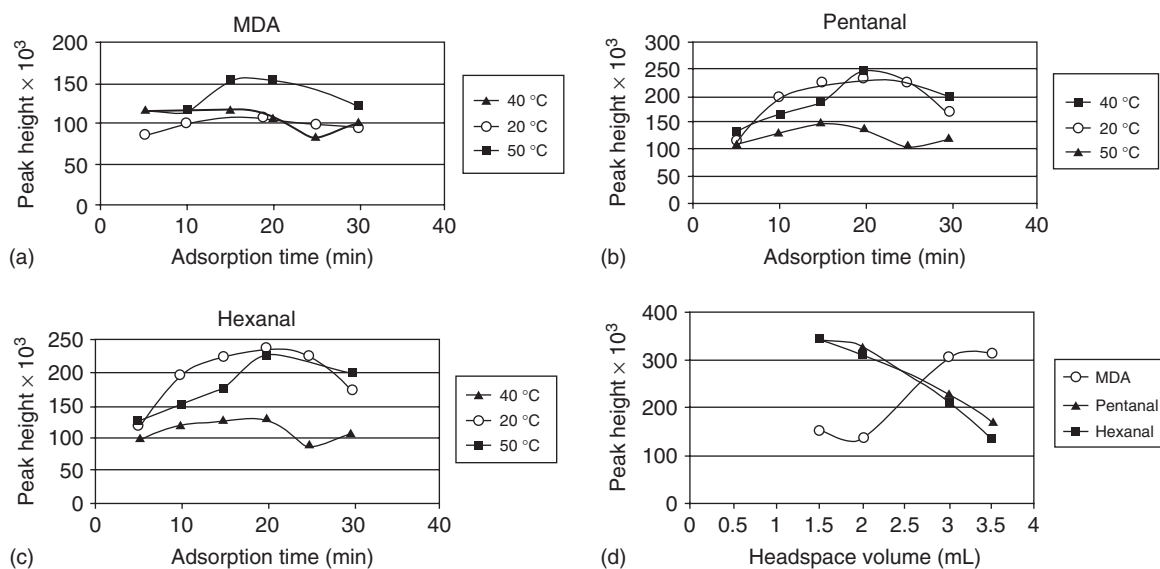 MDA
Peak height × 10³
200
150
100
50
0
0 10 20 30 40
Adsorption time (min)
40 °C
20 °C
50 °C
(a)
Pentanal
Peak height × 10³
300
250
200
150
100
50
0
0 10 20 30 40
Adsorption time (min)
40 °C
20 °C
50 °C
(b)
Hexanal
Peak height × 10³
250
200
150
100
50
0
0 10 20 30 40
Adsorption time (min)
40 °C
20 °C
50 °C
(c)
Peak height × 10³
400
300
200
100
0 0.5 1 1.5 2 2.5 3 3.5 4
Headspace volume (mL)
MDA
Pentanal
Hexanal
(d)